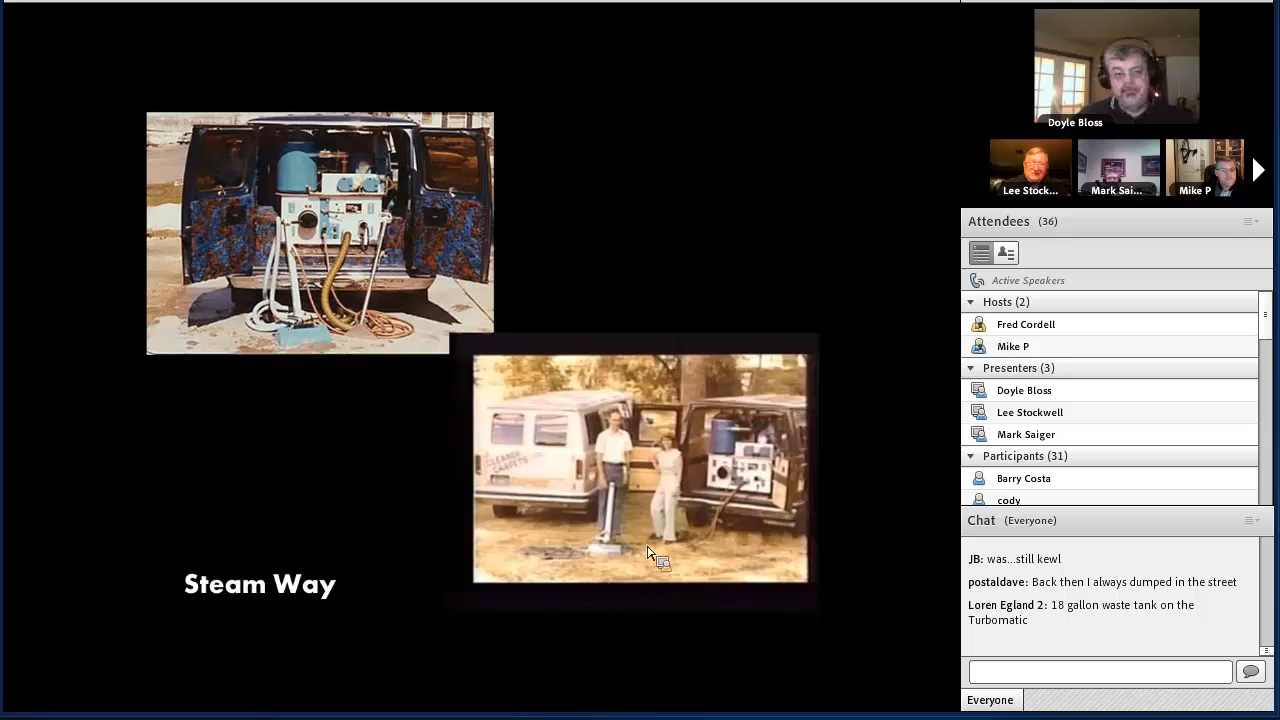 CLEANER
CARPETS
Steam Way
Doyle Bloss
Lee Stock...
Mark Sai...
Mike P
Attendees (36)
Active Speakers
Hosts (2)
Fred Cordell
Mike P
Presenters (3)
Doyle Bloss
Lee Stockwell
Mark Saiger
Participants (31)
Barry Costa
cody
Chat (Everyone)
JB: was...still kewl
postaldave: Back then I always dumped in the street
Loren Egland 2: 18 gallon waste tank on the
Turbomatic
Everyone